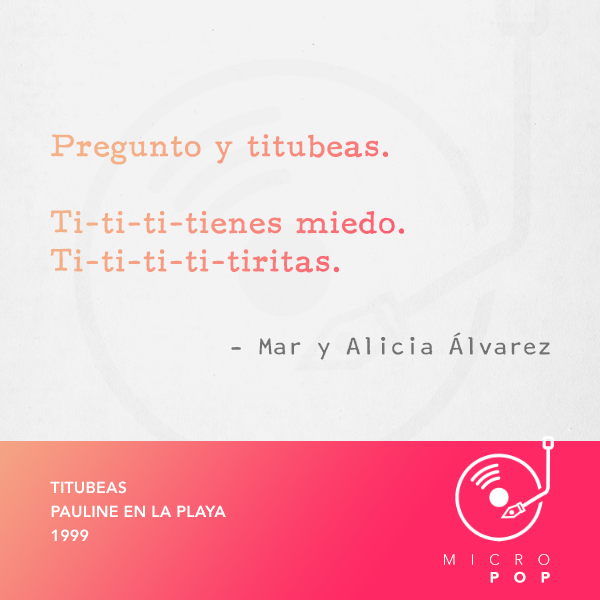 Pregunto y titubeas.
Ti-ti-ti-tienes miedo.
Ti-ti-ti-ti-tiritas.
– Mar y Alicia Álvarez
TITUBEAS
PAULINE EN LA PLAYA
1999
MICRO
POP